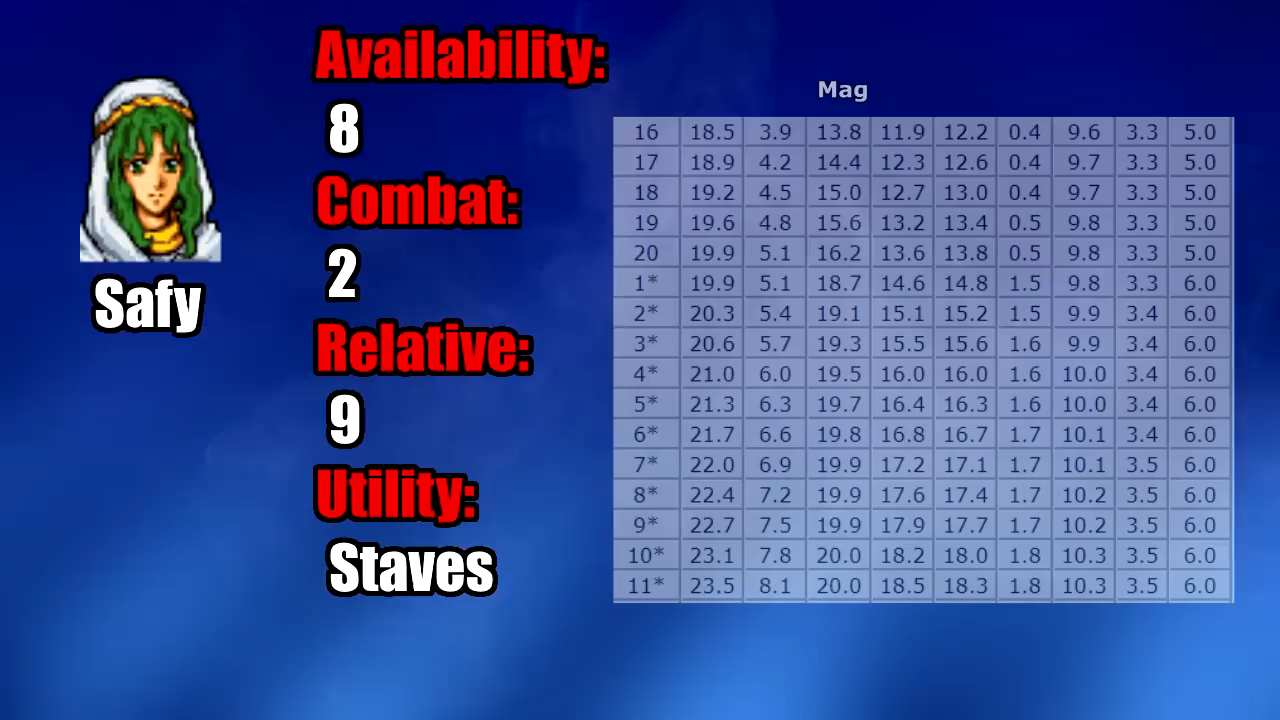 Safy
Availability:
8
Combat:
2
Relative:
9
Utility:
Staves
Mag
16 18.5 3.9 13.8 11.9 12.2 0.4 9.6 3.3 5.0
17 18.9 4.2 14.4 12.3 12.6 0.4 9.7 3.3 5.0
18 19.2 4.5 15.0 12.7 13.0 0.4 9.7 3.3 5.0
19 19.6 4.8 15.6 13.2 13.4 0.5 9.8 3.3 5.0
20 19.9 5.1 16.2 13.6 13.8 0.5 9.8 3.3 5.0
1* 19.9 5.1 18.7 14.6 14.8 1.5 9.8 3.3 6.0
2* 20.3 5.4 19.1 15.1 15.2 1.5 9.9 3.4 6.0
3* 20.6 5.7 19.3 15.5 15.6 1.6 9.9 3.4 6.0
4* 21.0 6.0 19.5 16.0 16.0 1.6 10.0 3.4 6.0
5* 21.3 6.3 19.7 16.4 16.3 1.6 10.0 3.4 6.0
6* 21.7 6.6 19.8 16.8 16.7 1.7 10.1 3.4 6.0
7* 22.0 6.9 19.9 17.2 17.1 1.7 10.1 3.5 6.0
8* 22.4 7.2 19.9 17.6 17.4 1.7 10.2 3.5 6.0
9* 22.7 7.5 19.9 17.9 17.7 1.7 10.2 3.5 6.0
10* 23.1 7.8 20.0 18.2 18.0 1.8 10.3 3.5 6.0
11* 23.5 8.1 20.0 18.5 18.3 1.8 10.3 3.5 6.0